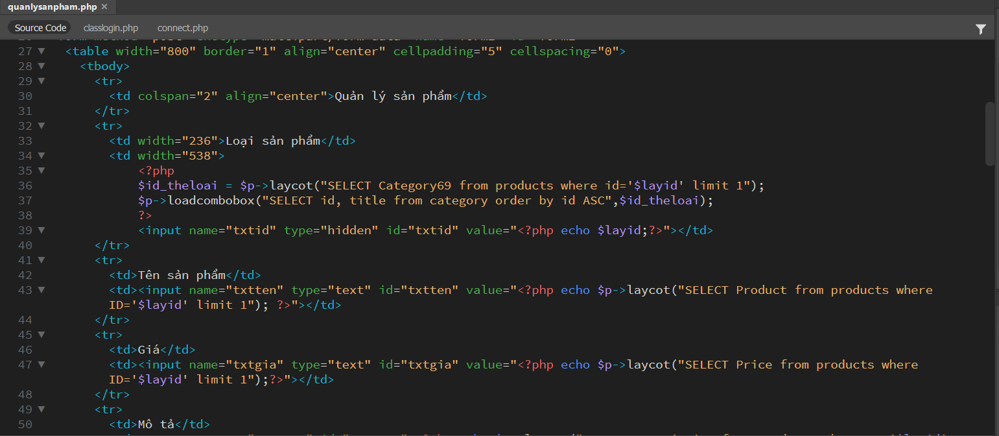 quanlysanpham.php ×
Source Code classlogin.php connect.php
27 ▼ <table width="800" border="1" align="center" cellpadding="5" cellspacing="0">
28 ▼ <tbody>
29 ▼ <tr>
30 <td colspan="2" align="center">Quản lý sản phẩm</td>
31 </tr>
32 ▼ <tr>
33 <td width="236">Loại sản phẩm</td>
34 ▼ <td width="538">
35 ▼ <?php
36 $id_theloai = $p->laycot("SELECT Category69 from products where id='$layid' limit 1");
37 $p->loadcombobox("SELECT id, title from category order by id ASC",$id_theloai);
38 ?>
39 ▼ <input name="txtid" type="hidden" id="txtid" value="<?php echo $layid;?>"></td>
40 </tr>
41 ▼ <tr>
42 <td>Tên sản phẩm</td>
43 ▼ <td><input name="txtten" type="text" id="txtten" value="<?php echo $p->laycot("SELECT Product from products where
ID='$layid' limit 1"); ?>"></td>
44 </tr>
45 ▼ <tr>
46 <td>Giá</td>
47 ▼ <td><input name="txtgia" type="text" id="txtgia" value="<?php echo $p->laycot("SELECT Price from products where
ID='$layid' limit 1");?>"></td>
48 </tr>
49 ▼ <tr>
50 <td>Mô tả</td>